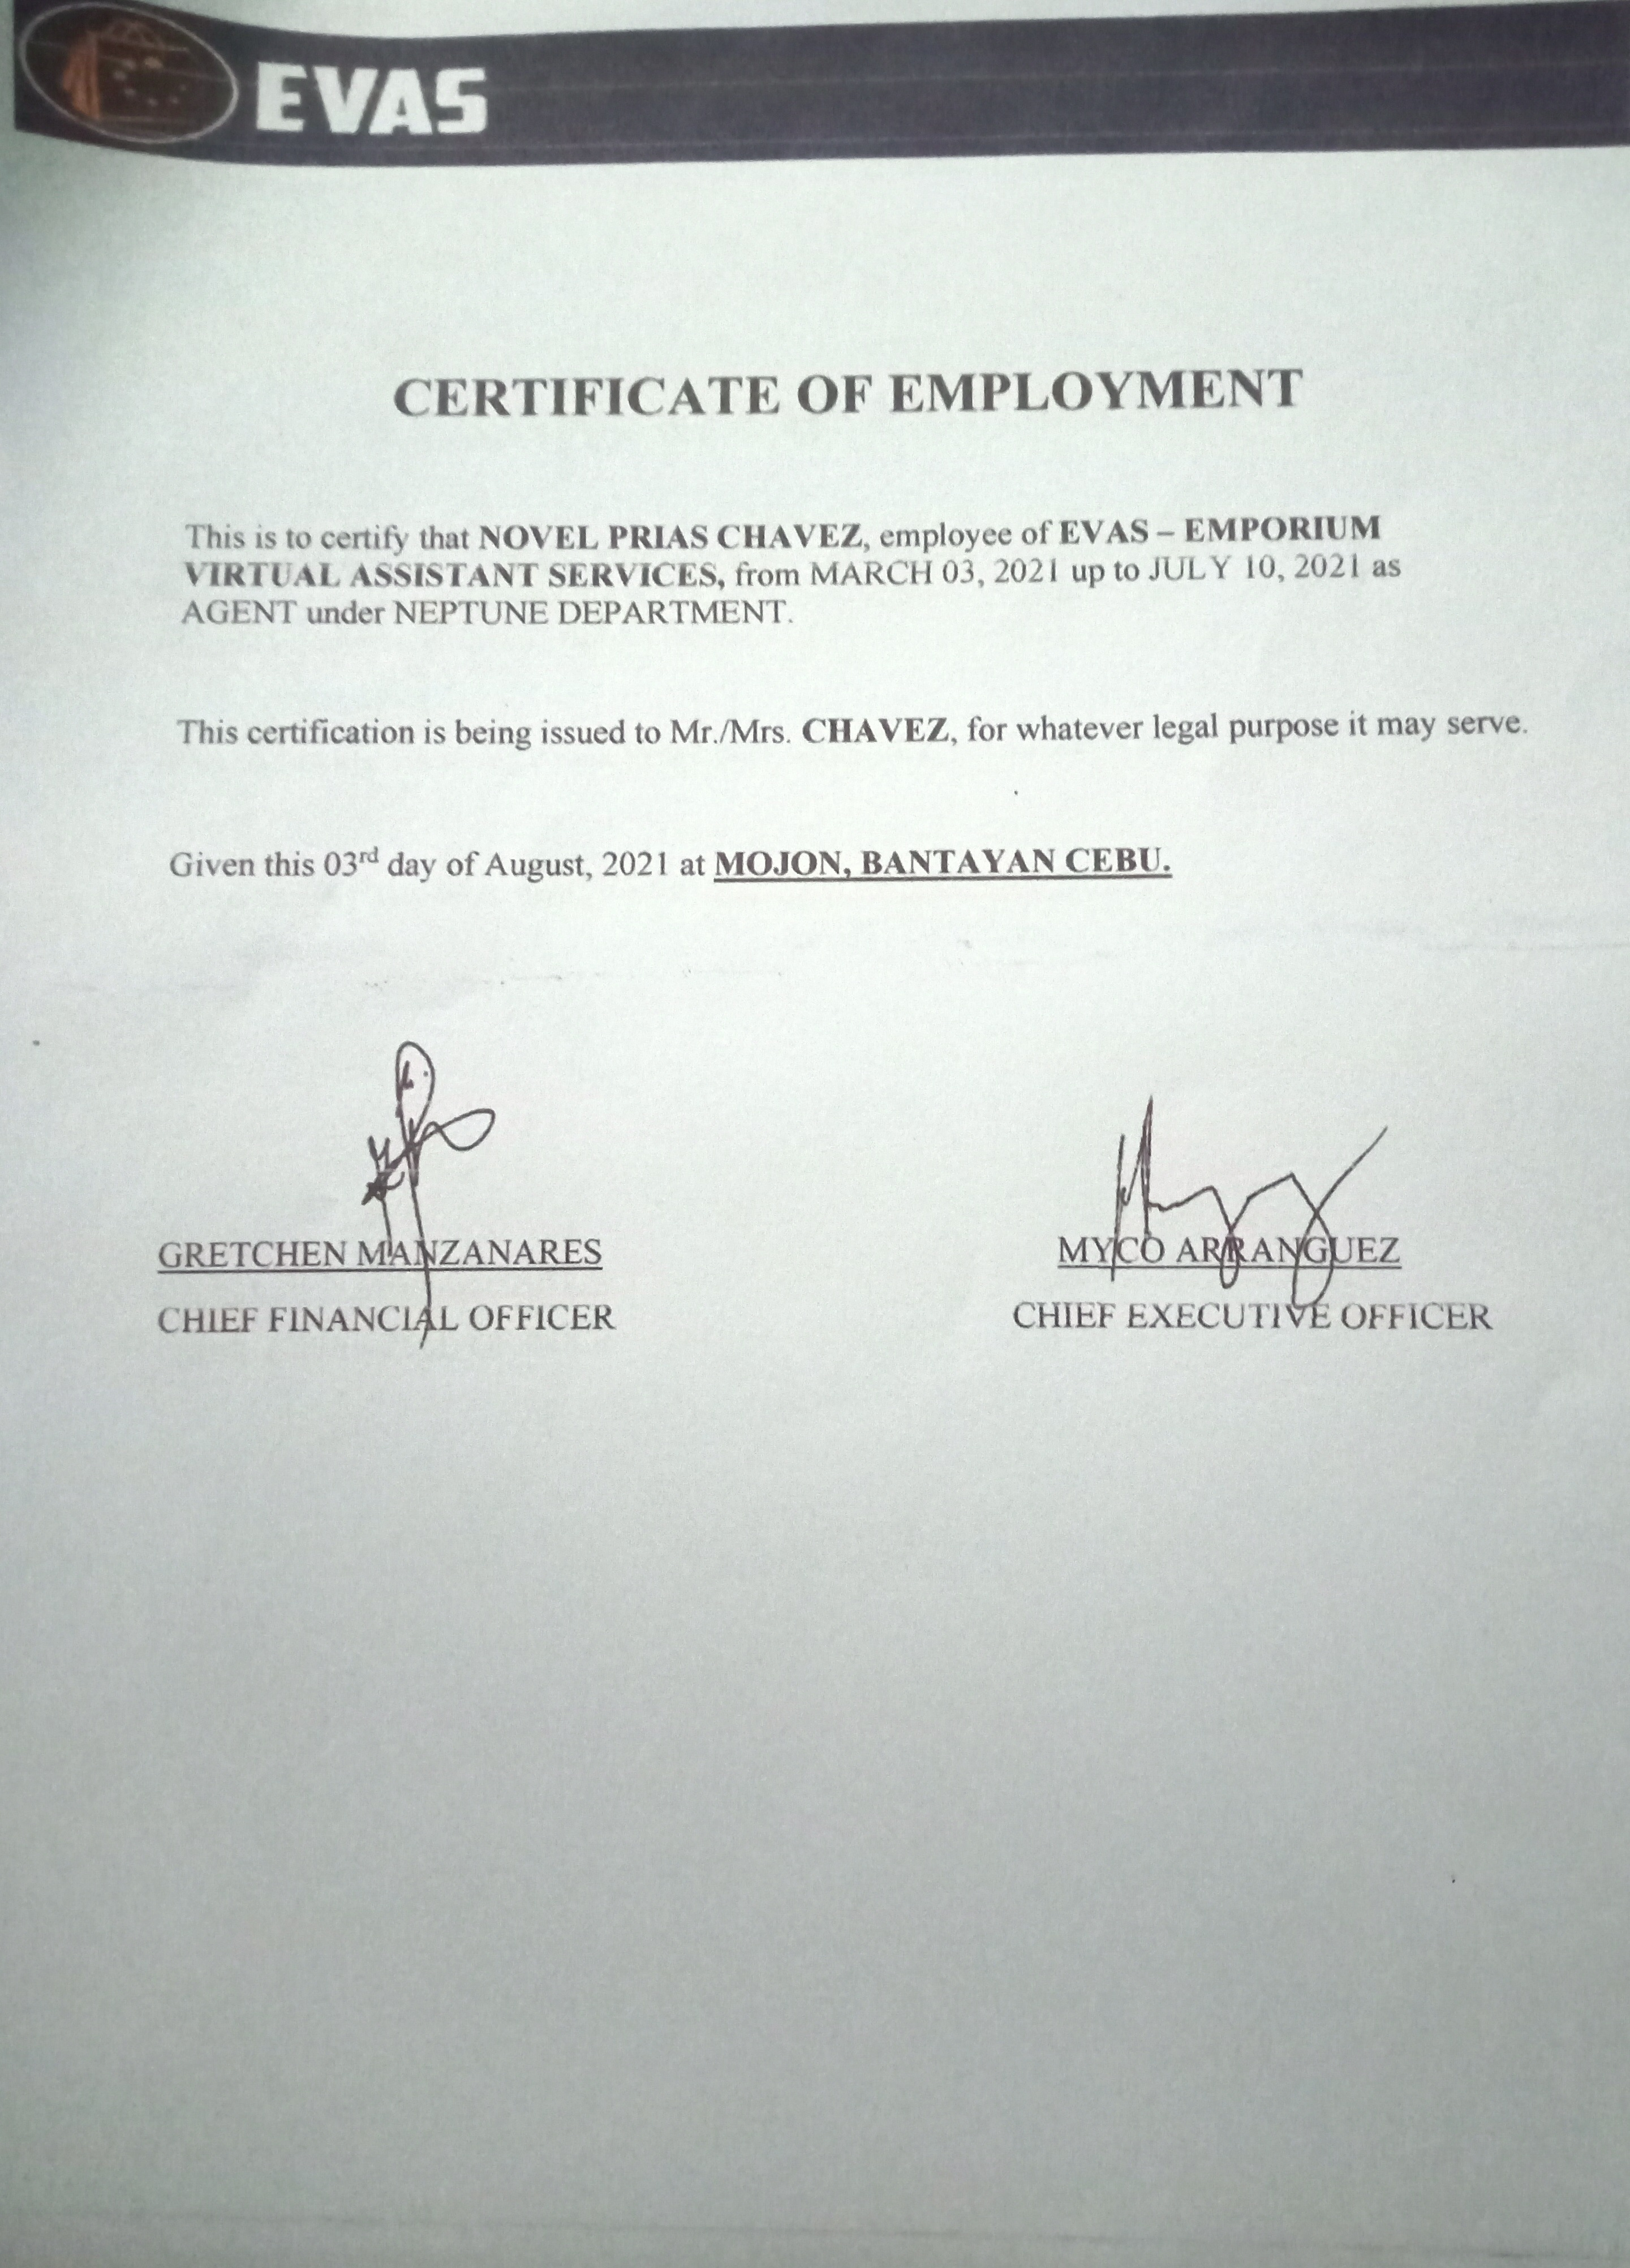 EVAS
CERTIFICATE OF EMPLOYMENT
This is to certify that NOVEL PRIAS CHAVEZ, employee of EVAS – EMPORIUM
VIRTUAL ASSISTANT SERVICES, from MARCH 03, 2021 up to JULY 10, 2021 as
AGENT under NEPTUNE DEPARTMENT.
This certification is being issued to Mr./Mrs. CHAVEZ, for whatever legal purpose it may serve.
Given this 03rd day of August, 2021 at MOJON, BANTAYAN CEBU.
GRETCHEN MANZANARES
CHIEF FINANCIAL OFFICER
MYCO ARRANGUEZ
CHIEF EXECUTIVE OFFICER